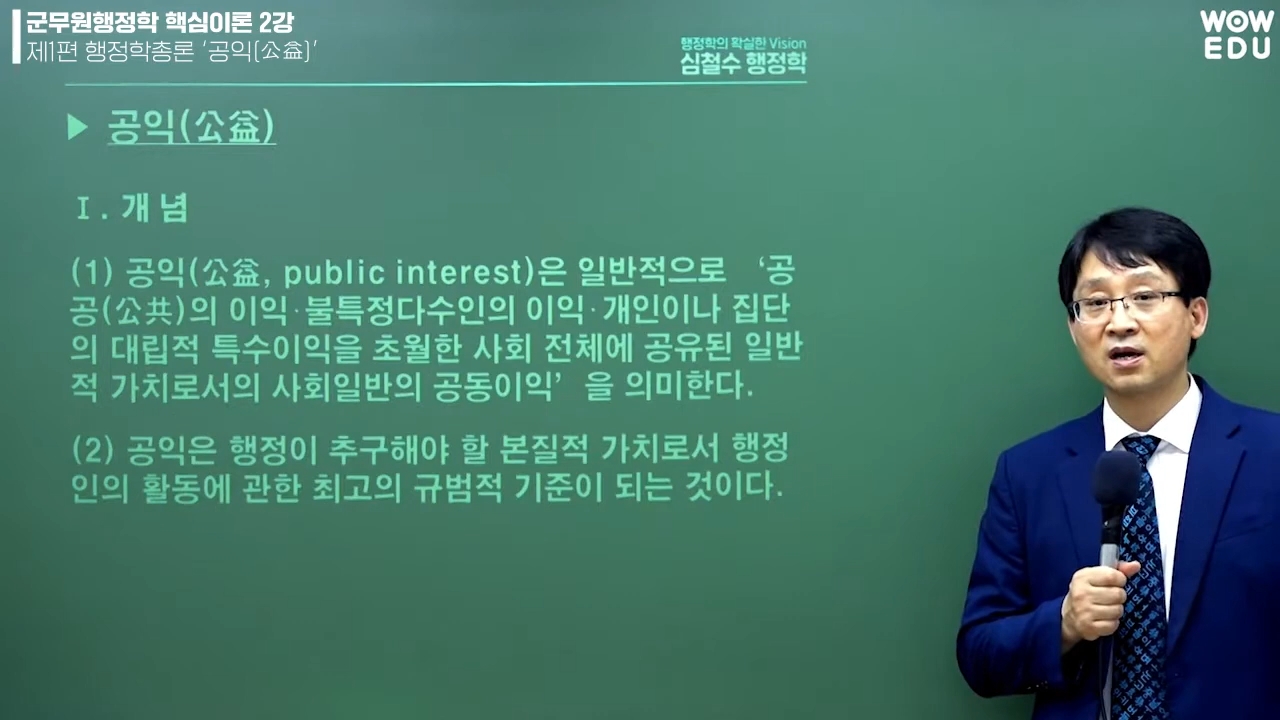 군무원행정학 핵심이론 2강
제1편 행정학총론 ‘공익(公益)’
WOW
EDU
행정학의 확실한 Vision
심철수 행정학
▶ 공익(公益)
Ⅰ. 개 념
(1) 공익(公益, public interest)은 일반적으로 ‘공
공(公共)의 이익·불특정다수인의 이익·개인이나 집단
의 대립적 특수이익을 초월한 사회 전체에 공유된 일반
적 가치로서의 사회일반의 공동이익’을 의미한다.
(2) 공익은 행정이 추구해야 할 본질적 가치로서 행정
인의 활동에 관한 최고의 규범적 기준이 되는 것이다.